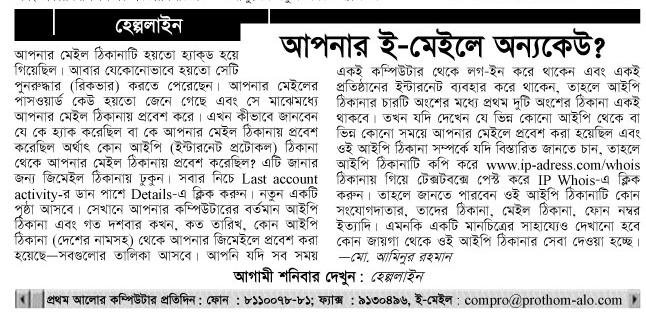 হেল্পলাইন
আপনার ই-মেইলে অন্যকেউ?
আপনার মেইল ঠিকানাটি হয়তো হ্যাকড হয়ে
গিয়েছিল। আবার যেকোনোভাবে হয়তো সেটি
পুনরুদ্ধার (রিকভার) করতে পেরেছেন। আপনার মেইলের
পাসওয়ার্ড কেউ হয়তো জেনে গেছে এবং সে মাঝেমধ্যে
আপনার মেইল ঠিকানায় প্রবেশ করে। এখন কীভাবে জানবেন
যে কে হ্যাক করেছিল বা কে আপনার মেইল ঠিকানায় প্রবেশ
করেছিল অর্থাৎ কোন আইপি (ইন্টারনেট প্রটোকল) ঠিকানা
থেকে আপনার মেইল ঠিকানায় প্রবেশ করেছিল? এটি জানার
জন্য জিমেইল ঠিকানায় ঢুকুন। সবার নিচে Last account
activity-র ডান পাশে Details-এ ক্লিক করুন। নতুন একটি
পৃষ্ঠা আসবে। সেখানে আপনার কম্পিউটারের বর্তমান আইপি
ঠিকানা এবং গত দশবার কখন, কত তারিখ, কোন আইপি
ঠিকানা (দেশের নামসহ) থেকে আপনার জিমেইলে প্রবেশ করা
হয়েছে—সবগুলোর তালিকা আসবে। আপনি যদি সব সময়
একই কম্পিউটার থেকে লগ-ইন করে থাকেন এবং একই
প্রতিষ্ঠানের ইন্টারনেট ব্যবহার করে থাকেন, তাহলে আইপি
ঠিকানার চারটি অংশের মধ্যে প্রথম দুটি অংশের ঠিকানা একই
থাকবে। তখন যদি দেখেন যে ভিন্ন কোনো আইপি থেকে বা
ভিন্ন কোনো সময়ে আপনার মেইলে প্রবেশ করা হয়েছিল এবং
ওই আইপি ঠিকানা সম্পর্কে যদি বিস্তারিত জানতে চান, তাহলে
আইপি ঠিকানাটি কপি করে www.ip-adress.com/whois
ঠিকানায় গিয়ে টেক্সটবক্সে পেস্ট করে IP Whois-এ ক্লিক
করুন। তাহলে জানতে পারবেন ওই আইপি ঠিকানাটি কোন
সংযোগদাতার, তাদের ঠিকানা, মেইল ঠিকানা, ফোন নম্বর
ইত্যাদি। এমনকি একটি মানচিত্রের সাহায্যেও দেখানো হবে
কোন জায়গা থেকে ওই আইপি ঠিকানার সেবা দেওয়া হচ্ছে।
—মো. আমিনুর রহমান
আগামী শনিবার দেখুন : হেল্পলাইন
প্রথম আলোর কম্পিউটার প্রতিদিন : ফোন : ৮১১০০৭৮-৮১; ফ্যাক্স : ৯১৩০৪৯৬, ই-মেইল : compro@prothom-alo.com